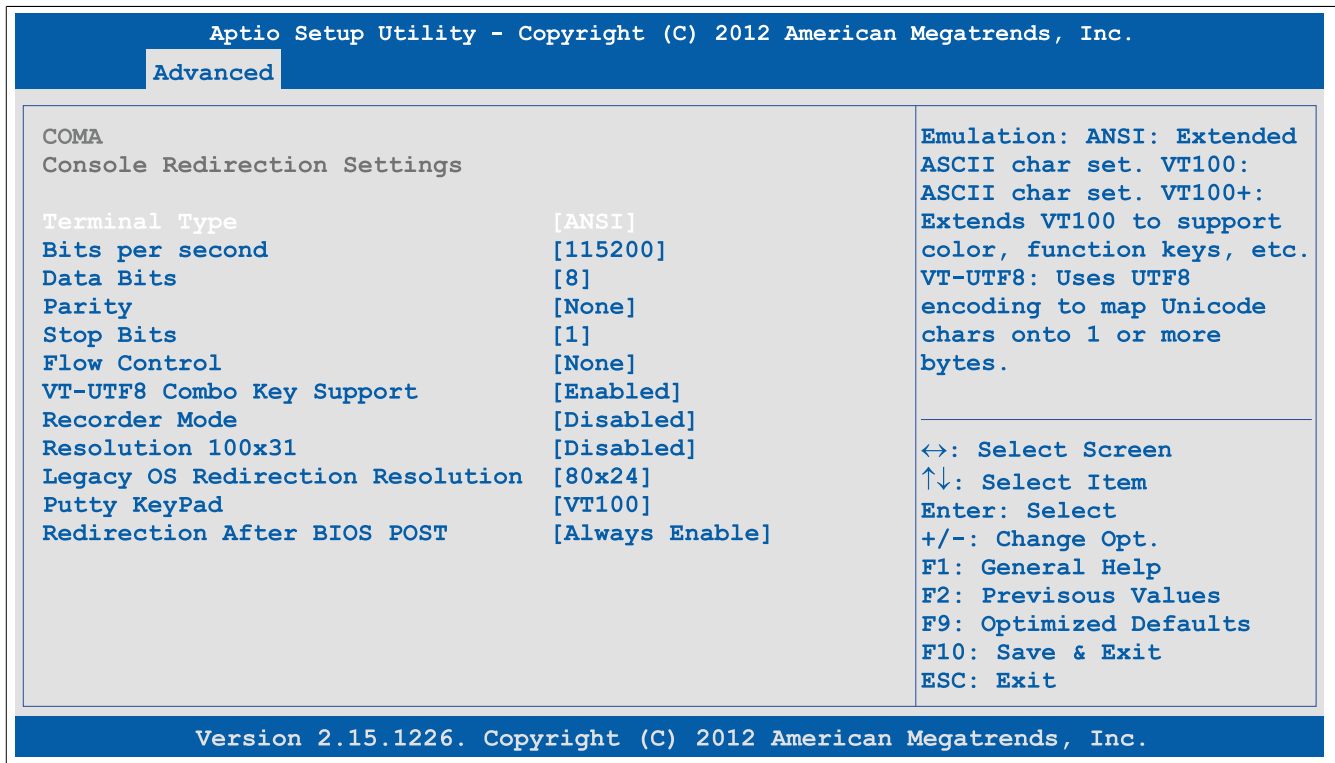 Aptio Setup Utility - Copyright (C) 2012 American Megatrends, Inc.
Advanced
COMA
Console Redirection Settings
Terminal Type [ANSI]
Bits per second [115200]
Data Bits [8]
Parity [None]
Stop Bits [1]
Flow Control [None]
VT-UTF8 Combo Key Support [Enabled]
Recorder Mode [Disabled]
Resolution 100x31 [Disabled]
Legacy OS Redirection Resolution [80x24]
Putty KeyPad [VT100]
Redirection After BIOS POST [Always Enable]
Emulation: ANSI: Extended
ASCII char set. VT100:
ASCII char set. VT100+:
Extends VT100 to support
color, function keys, etc.
VT-UTF8: Uses UTF8
encoding to map Unicode
chars onto 1 or more
bytes.
↔: Select Screen
↑↓: Select Item
Enter: Select
+/-: Change Opt.
F1: General Help
F2: Previsous Values
F9: Optimized Defaults
F10: Save & Exit
ESC: Exit
Version 2.15.1226. Copyright (C) 2012 American Megatrends, Inc.